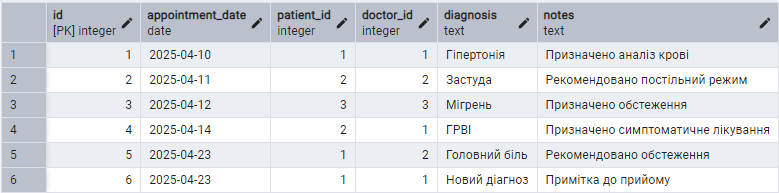 id appointment_date patient_id doctor_id diagnosis notes
[PK] integer date integer integer text text
1 1 2025-04-10 1 1 Гіпертонія Призначено аналіз крові
2 2 2025-04-11 2 2 Застуда Рекомендовано постільний режим
3 3 2025-04-12 3 3 Мігрень Призначено обстеження
4 4 2025-04-14 2 1 ГРВІ Призначено симптоматичне лікування
5 5 2025-04-23 1 2 Головний біль Рекомендовано обстеження
6 6 2025-04-23 1 1 Новий діагноз Примітка до прийому